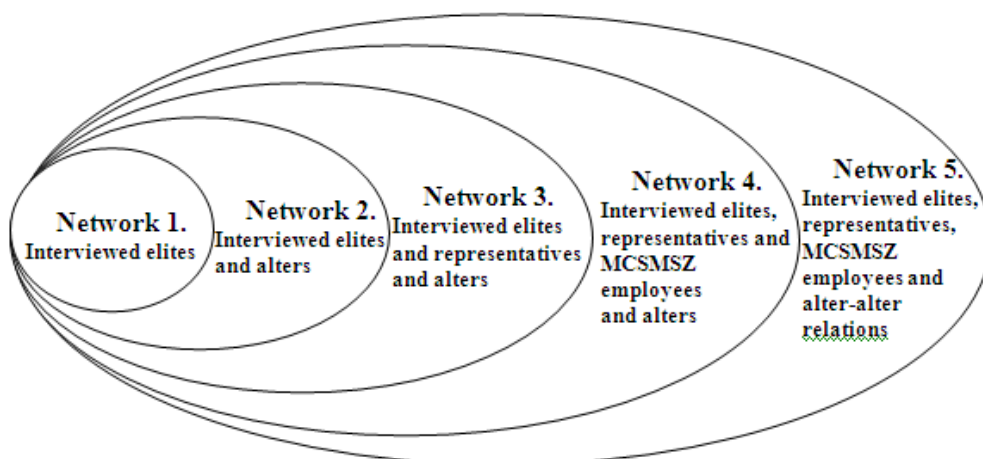 Network 1.
Interviewed elites
Network 2.
Interviewed elites
and alters
Network 3.
Interviewed elites
and representatives
and alters
Network 4.
Interviewed elites,
representatives and
MCSMSZ
employees
and alters
Network 5.
Interviewed elites,
representatives,
MCSMSZ
employees and
alter-alter
relations